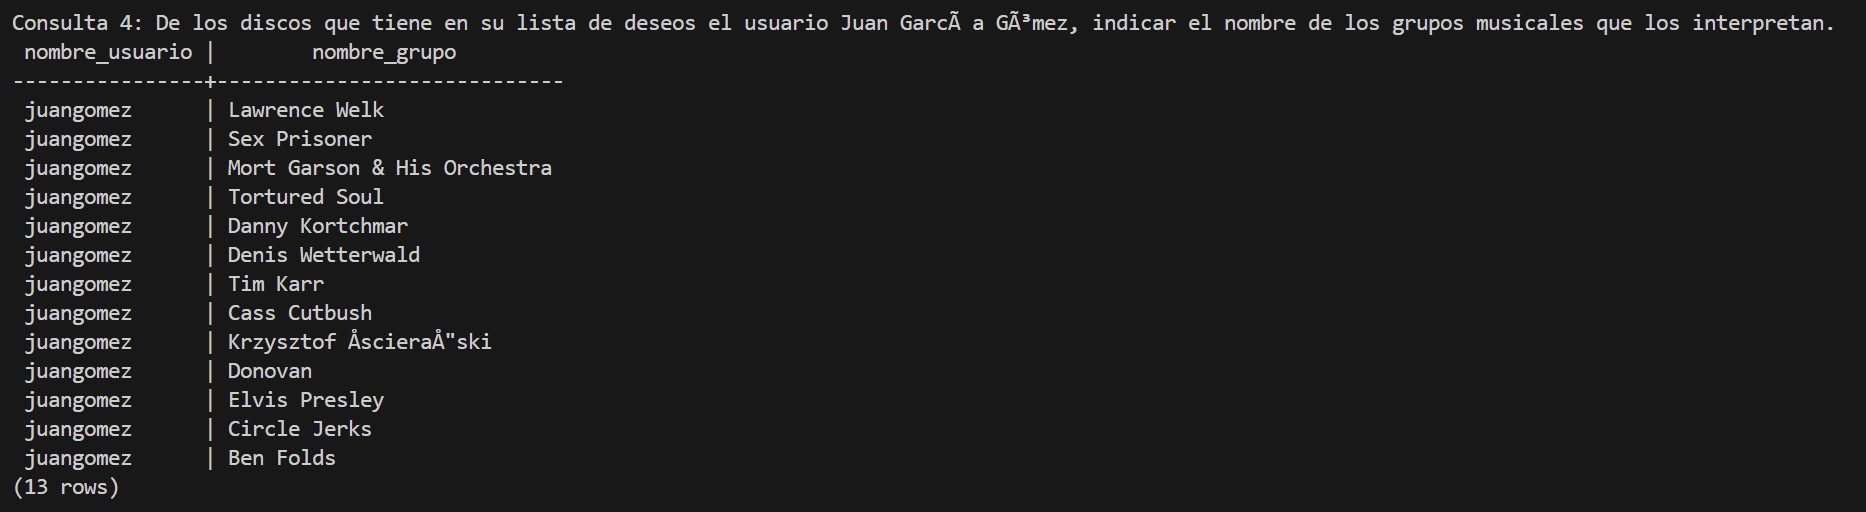 Consulta 4: De los discos que tiene en su lista de deseos el usuario Juan GarcÃ a GÃ³mez, indicar el nombre de los grupos musicales que los interpretan.
 nombre_usuario |        nombre_grupo
----------------+-----------------------------
 juangomez      | Lawrence Welk
 juangomez      | Sex Prisoner
 juangomez      | Mort Garson & His Orchestra
 juangomez      | Tortured Soul
 juangomez      | Danny Kortchmar
 juangomez      | Denis Wetterwald
 juangomez      | Tim Karr
 juangomez      | Cass Cutbush
 juangomez      | Krzysztof ÅscieraÅ"ski
 juangomez      | Donovan
 juangomez      | Elvis Presley
 juangomez      | Circle Jerks
 juangomez      | Ben Folds
(13 rows)